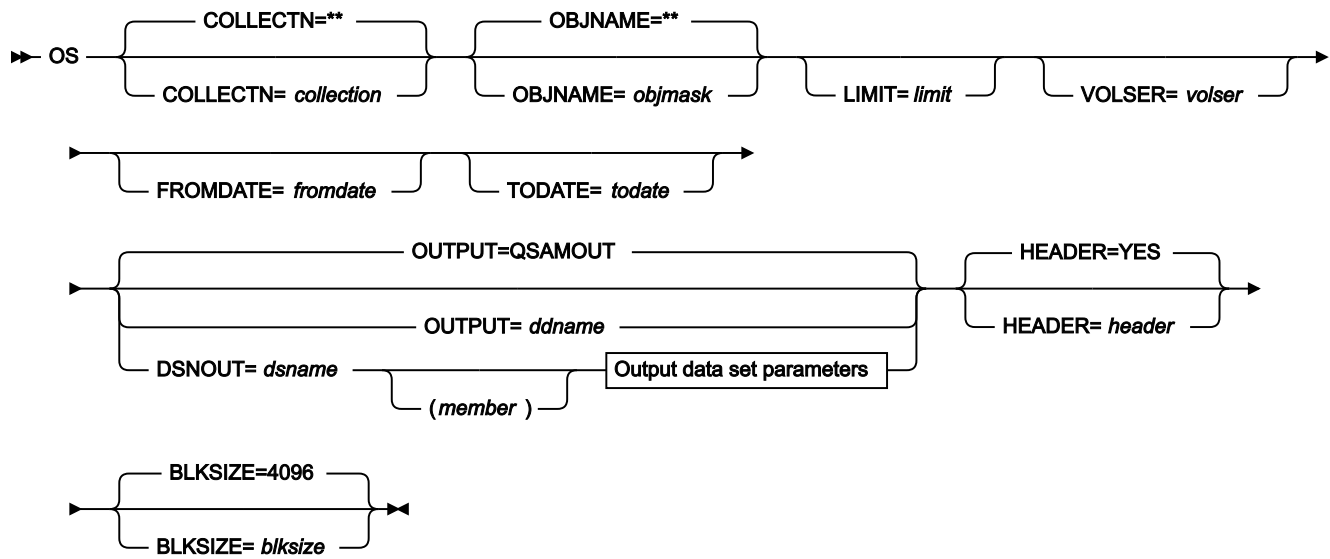 COLLECTN=** OBJNAME=**
OS
COLLECTN= collection OBJNAME= objmask LIMIT= limit VOLSER= volser
FROMDATE= fromdate TODATE= todate
OUTPUT=QSAMOUT HEADER=YES
OUTPUT= ddname HEADER= header
DSNOUT= dsname Output data set parameters
(member )
BLKSIZE=4096
BLKSIZE= blksize